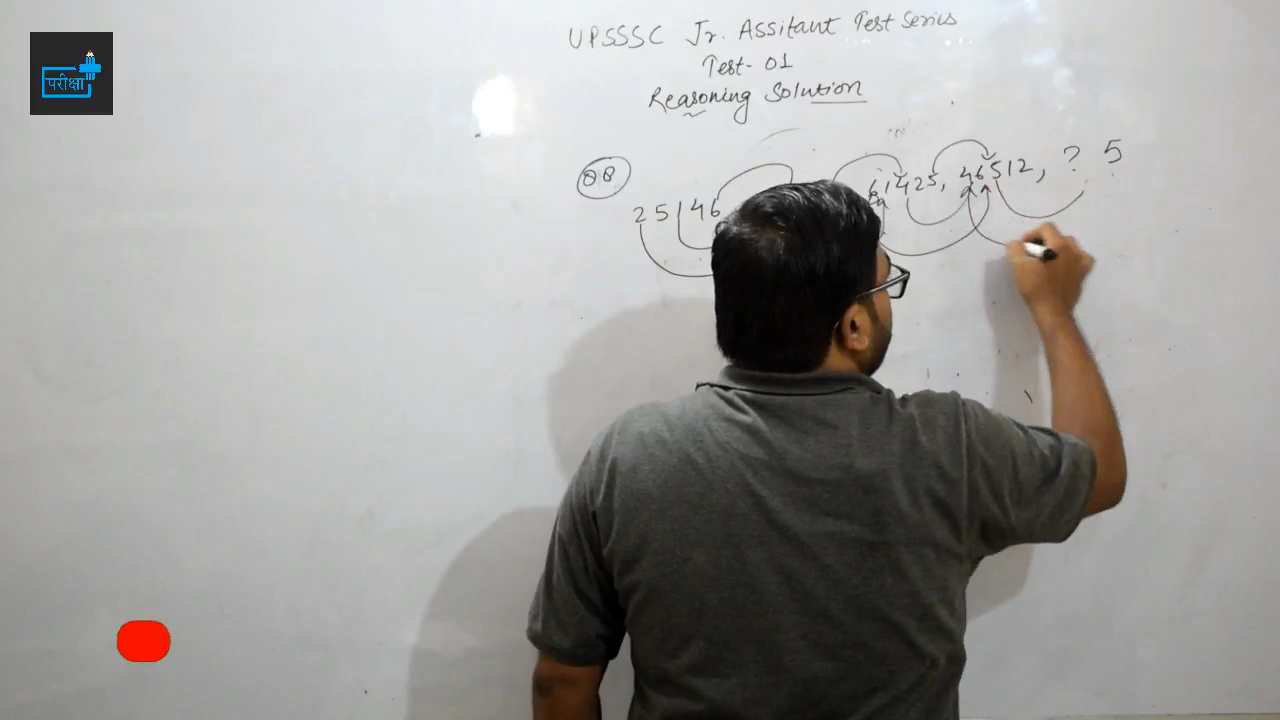 परीक्षा
UPSSSC Jr. Assitant Test Series
Test- 01
Reasoning Solution
08
25146 61425, 46512, ? 5